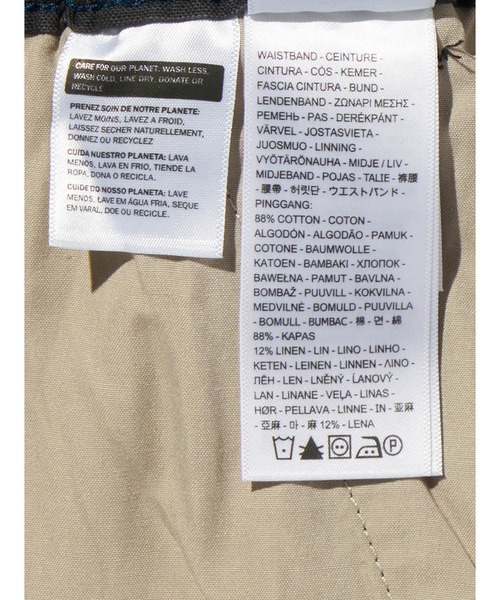 CARE FOR OUR PLANET, WASH LESS,
WASH COLD, LINE DRY, DONATE OR
RECYCLE
PRENEZ SOIN DE NOTRE PLANETE:
LAVEZ MOINS, LAVEZ A FROID,
LAISSEZ SECHER NATURELLEMENT,
DONNEZ OU RECYCLEZ
CUIDA NUESTRO PLANETA: LAVA
MENOS, LAVA EN FRIO, TIENDE LA
ROPA, DONA O RECICLA.
CUIDE DO NOSSO PLANETA: LAVE
MENOS, LAVE EM ÁGUA FRIA, SEQUE
EM VARAL, DOE OU RECICLE.
WAISTBAND - CEINTURE -
CINTURA - CÓS - KEMER -
FASCIA CINTURA - BUND -
LENDENBAND - ΖΩΝΑΡΙ ΜΕΣΗΣ -
РЕМЕНЬ - PAS - DERÉKPÁNT -
VÄRVEL - JOSTASVIETA -
JUOSMUO - LINNING -
VYÖTÄRÖNAUHA - MIDJE / LIV -
MIDJEBAND - POJAS - TALIE - 裤腰
- 腰帶 - 허릿단 - ウエストバンド -
PINGGANG:
88% COTTON - COTON -
ALGODÓN - ALGODÃO - PAMUK -
COTONE - BAUMWOLLE -
KATOEN - ΒΑΜΒΑΚΙ - ХЛОПОК -
BAWEŁNA - PAMUT - BAVLNA -
BOMBAŽ - PUUVILL - KOKVILNA -
MEDVILNĖ - BOMULD - PUUVILLA
- BOMULL - BUMBAC - 棉 - 면 - 綿
88% - KAPAS
12% LINEN - LIN - LINO - LINHO -
KETEN - LEINEN - LINNEN - ΛΙΝΟ -
ЛЁН - LEN - LNĚNÝ - ĽANOVÝ -
LAN - LINANE - VEĻA - LINAS -
HØR - PELLAVA - LINNE - IN - 亚麻
- 亞麻 - 마 - 麻 12% - LENA